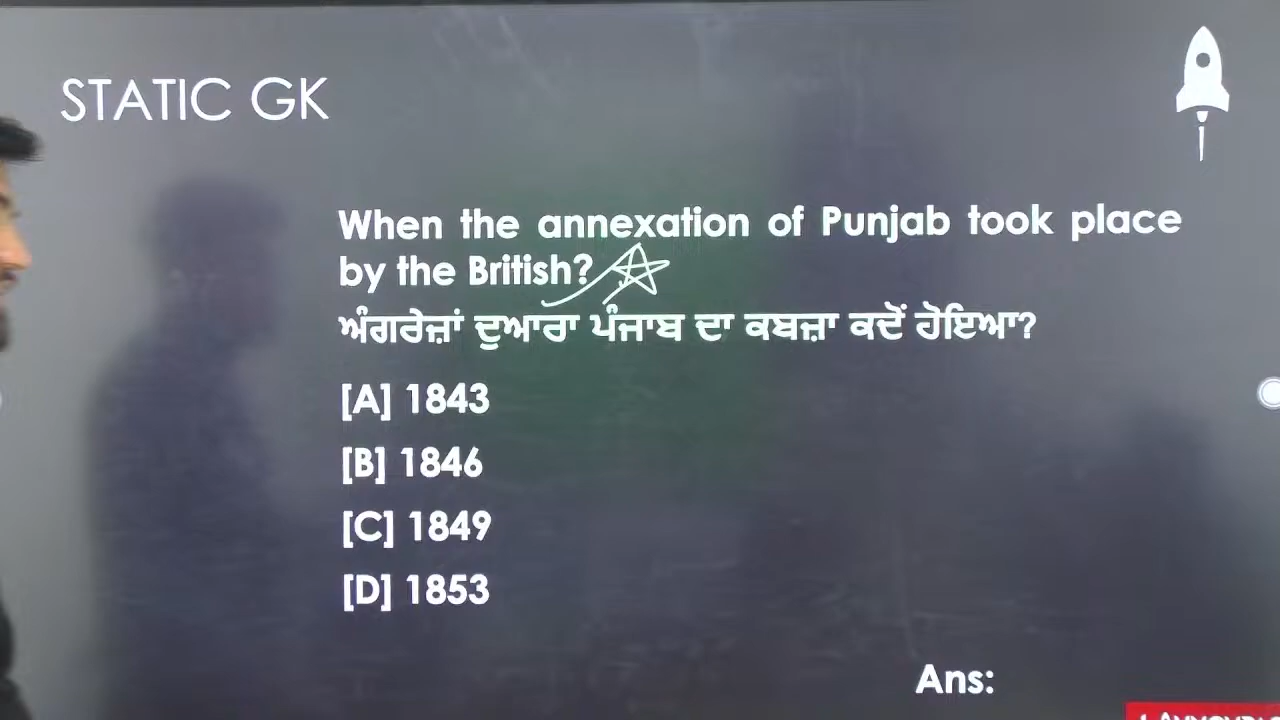 STATIC GK
When the annexation of Punjab took place
by the British?
ਅੰਗਰੇਜ਼ਾਂ ਦੁਆਰਾ ਪੰਜਾਬ ਦਾ ਕਬਜ਼ਾ ਕਦੋਂ ਹੋਇਆ?
[A] 1843
[B] 1846
[C] 1849
[D] 1853
Ans: